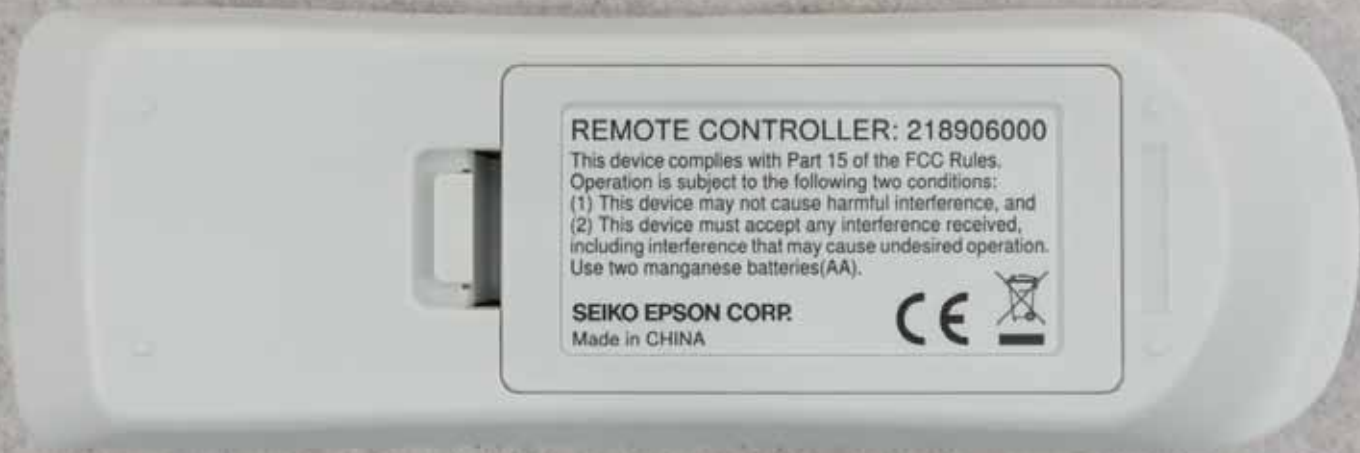 REMOTE CONTROLLER: 218906000
This device complies with Part 15 of the FCC Rules.
Operation is subject to the following two conditions:
(1) This device may not cause harmful interference, and
(2) This device must accept any interference received,
including interference that may cause undesired operation.
Use two manganese batteries(AA).
SEIKO EPSON CORP.
Made in CHINA
CE